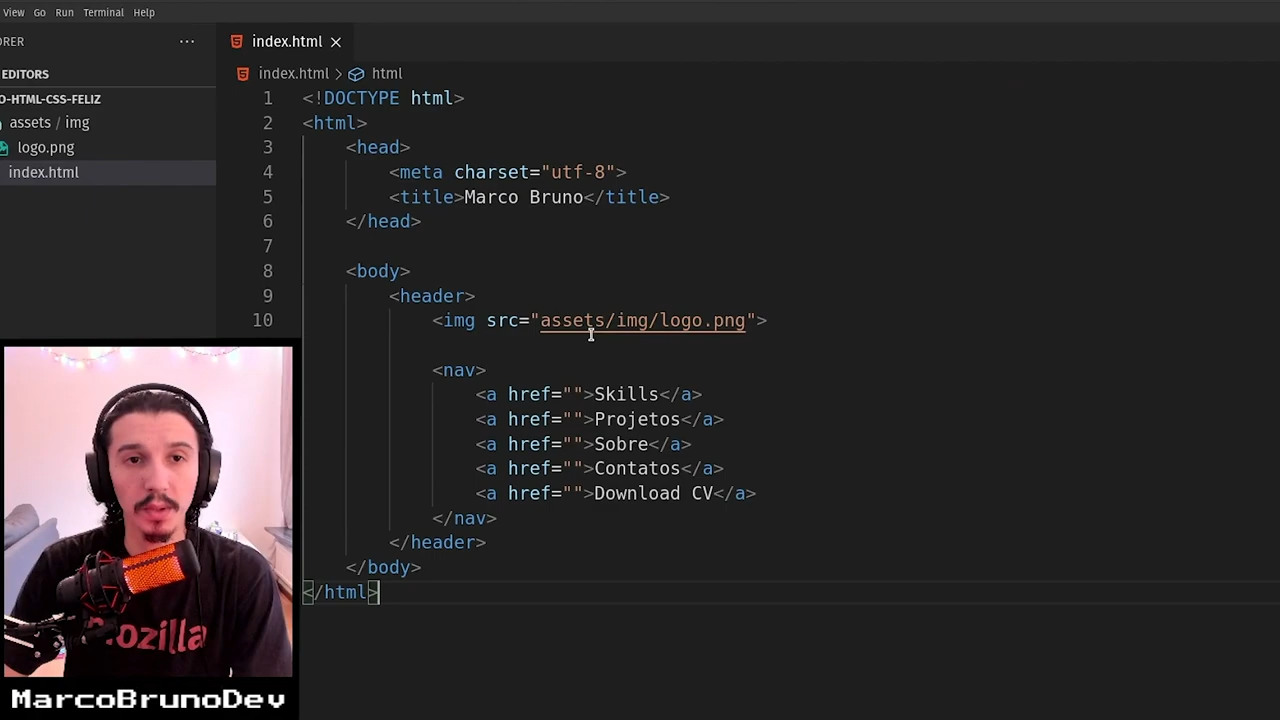 View Go Run Terminal Help
ORER ...
index.html
EDITORS
index.html > html
O-HTML-CSS-FELIZ
assets / img
logo.png
index.html
1 <!DOCTYPE html>
2 <html>
3 <head>
4 <meta charset="utf-8">
5 <title>Marco Bruno</title>
6 </head>
7
8 <body>
9 <header>
10 <img src="assets/img/logo.png">
<nav>
<a href="">Skills</a>
<a href="">Projetos</a>
<a href="">Sobre</a>
<a href="">Contatos</a>
<a href="">Download CV</a>
</nav>
</header>
</body>
</html>
mozilla
MarcoBrunoDev